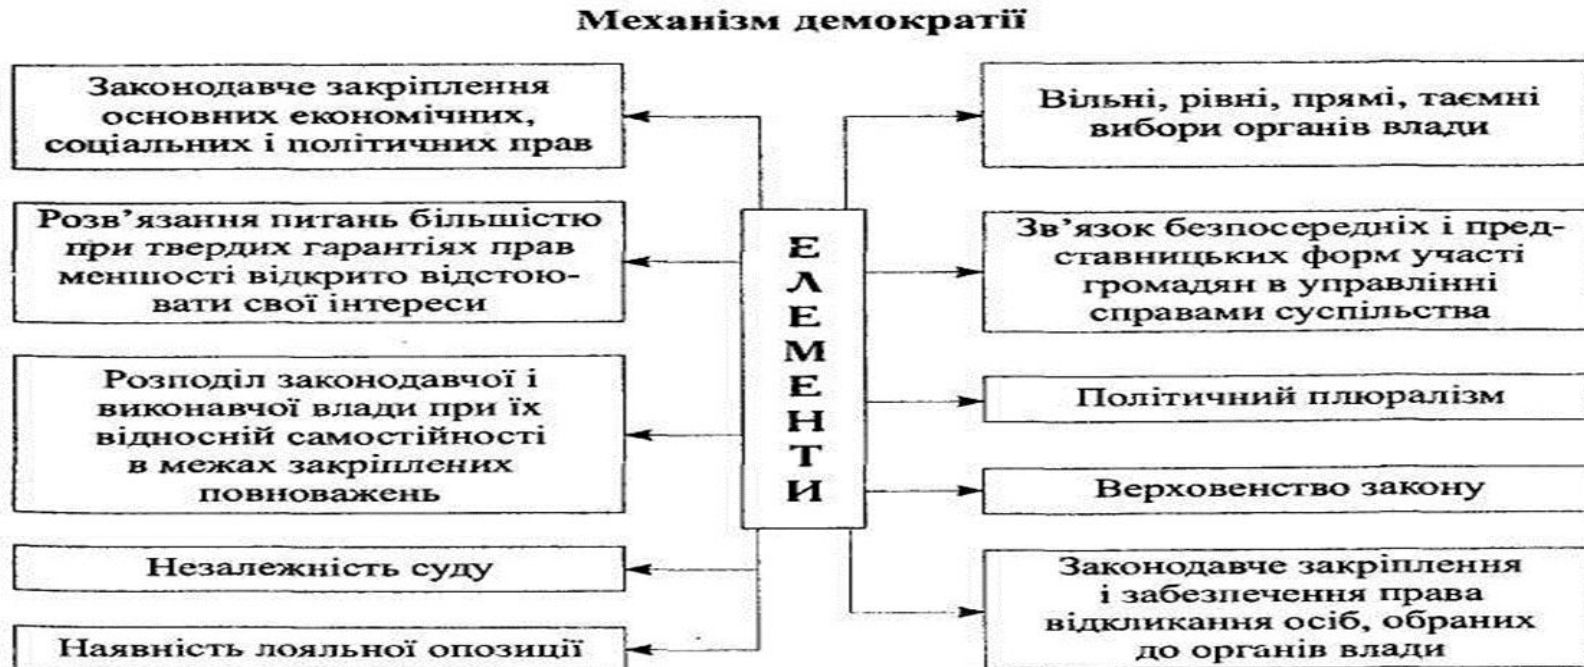 Механізм демократії
Законодавче закріплення
основних економічних,
соціальних і політичних прав
Розв’язання питань більшістю
при твердих гарантіях прав
меншості відкрито відстою-
вати свої інтереси
Розподіл законодавчої і
виконавчої влади при їх
відносній самостійності
в межах закріплених
повноважень
Незалежність суду
Наявність лояльної опозиції
ЕЛЕМЕНТИ
Вільні, рівні, прямі, таємні
вибори органів влади
Зв’язок безпосередніх і пред-
ставницьких форм участі
громадян в управлінні
справами суспільства
Політичний плюралізм
Верховенство закону
Законодавче закріплення
і забезпечення права
відкликання осіб, обраних
до органів влади